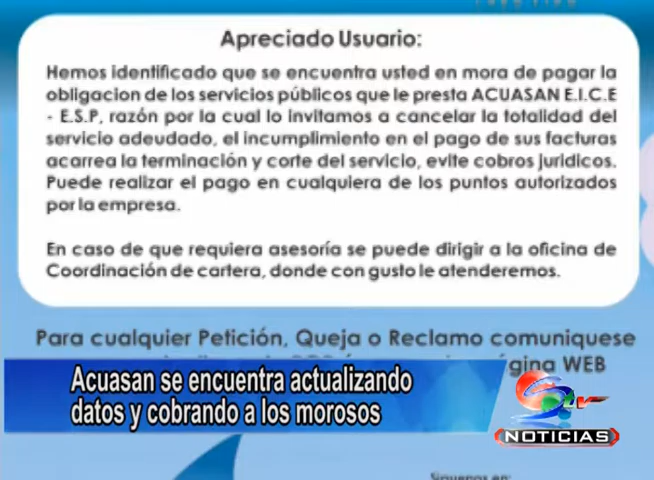 Apreciado Usuario:
Hemos identificado que se encuentra usted en mora de pagar la
obligacion de los servicios públicos que le presta ACUASAN E.I.C.E
- E.S.P, razón por la cual lo invitamos a cancelar la totalidad del
servicio adeudado, el incumplimiento en el pago de sus facturas
acarrea la terminación y corte del servicio, evite cobros juridicos.
Puede realizar el pago en cualquiera de los puntos autorizados
por la empresa.
En caso de que requiera asesoría se puede dirigir a la oficina de
Coordinación de cartera, donde con gusto le atenderemos.
Para cualquier Petición, Queja o Reclamo comuniquese
WEB
Acuasan se encuentra actualizando
datos y cobrando a los morosos
tv
NOTICIAS
Siguenos en: